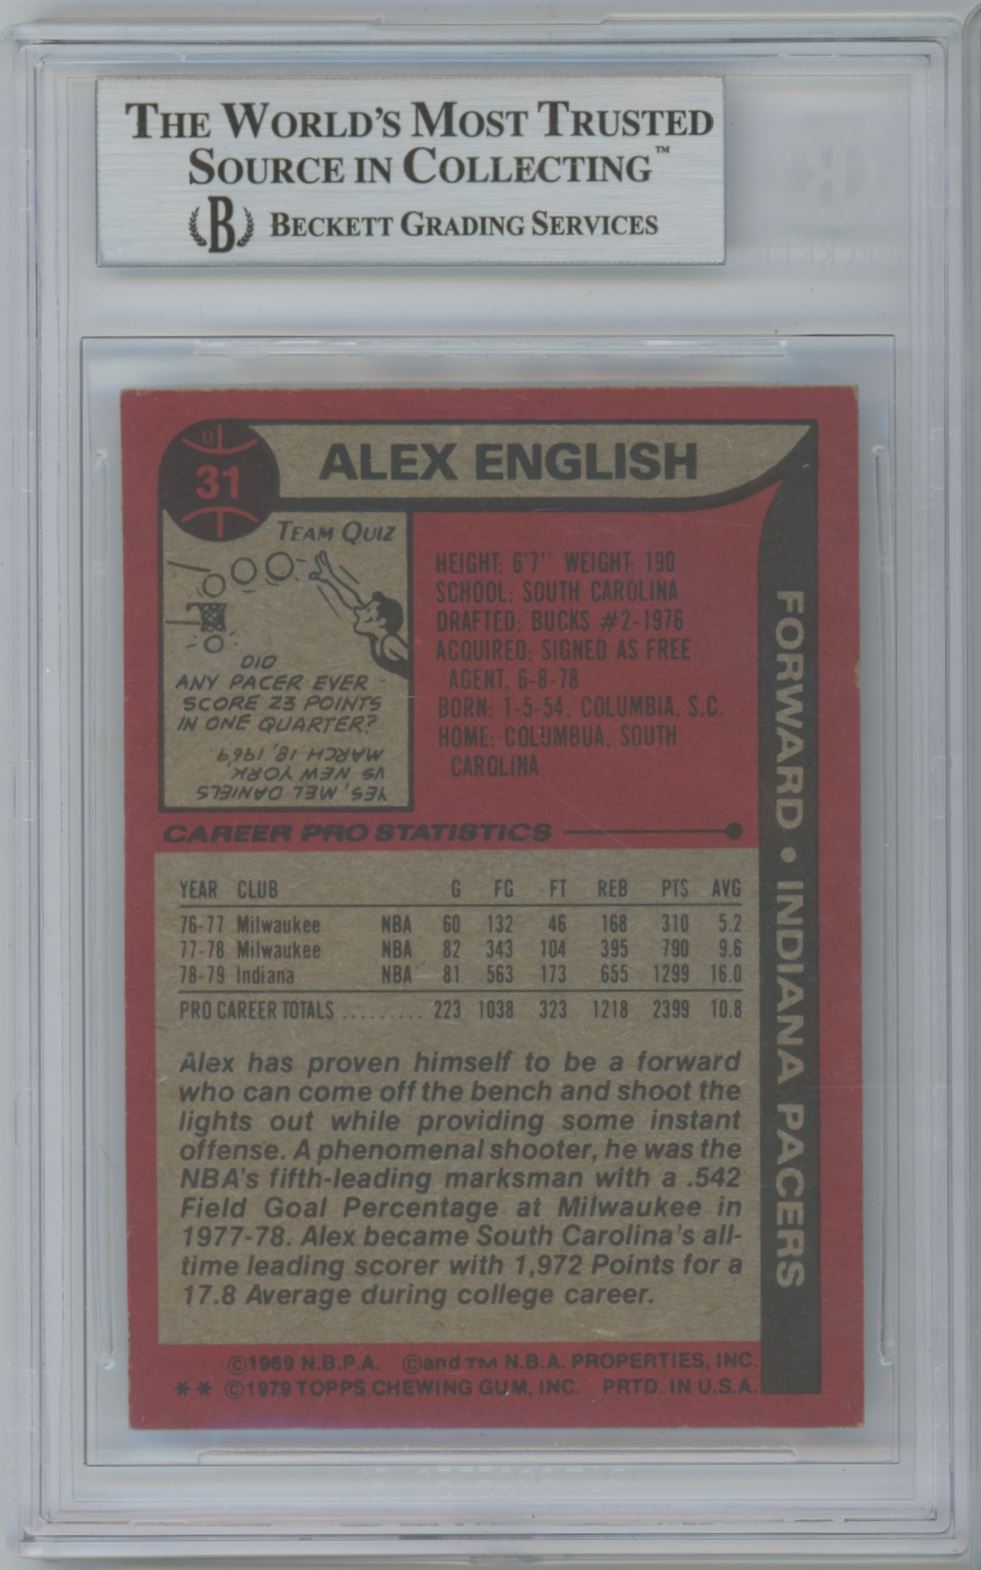 THE WORLD'S MOST TRUSTED
SOURCE IN COLLECTING™
B BECKETT GRADING SERVICES
31
ALEX ENGLISH
TEAM QUIZ
DID
ANY PACER EVER
SCORE 23 POINTS
IN ONE QUARTER?
YES, MEL DANIELS
VS NEW YORK,
MARCH 18, 1969.
HEIGHT: 6'7'' WEIGHT: 190
SCHOOL: SOUTH CAROLINA
DRAFTED: BUCKS #2-1976
ACQUIRED: SIGNED AS FREE
AGENT, 6-8-78
BORN: 1-5-54, COLUMBIA, S.C.
HOME: COLUMBUA, SOUTH
CAROLINA
FORWARD • INDIANA PACERS
CAREER PRO STATISTICS
YEAR CLUB G FG FT REB PTS AVG
76-77 Milwaukee NBA 60 132 46 168 310 5.2
77-78 Milwaukee NBA 82 343 104 395 790 9.6
78-79 Indiana NBA 81 563 173 655 1299 16.0
PRO CAREER TOTALS ......... 223 1038 323 1218 2399 10.8
Alex has proven himself to be a forward
who can come off the bench and shoot the
lights out while providing some instant
offense. A phenomenal shooter, he was the
NBA's fifth-leading marksman with a .542
Field Goal Percentage at Milwaukee in
1977-78. Alex became South Carolina's all-
time leading scorer with 1,972 Points for a
17.8 Average during college career.
©1969 N.B.P.A. ©and TM N.B.A. PROPERTIES, INC.
** ©1979 TOPPS CHEWING GUM, INC. PRTD. IN U.S.A.